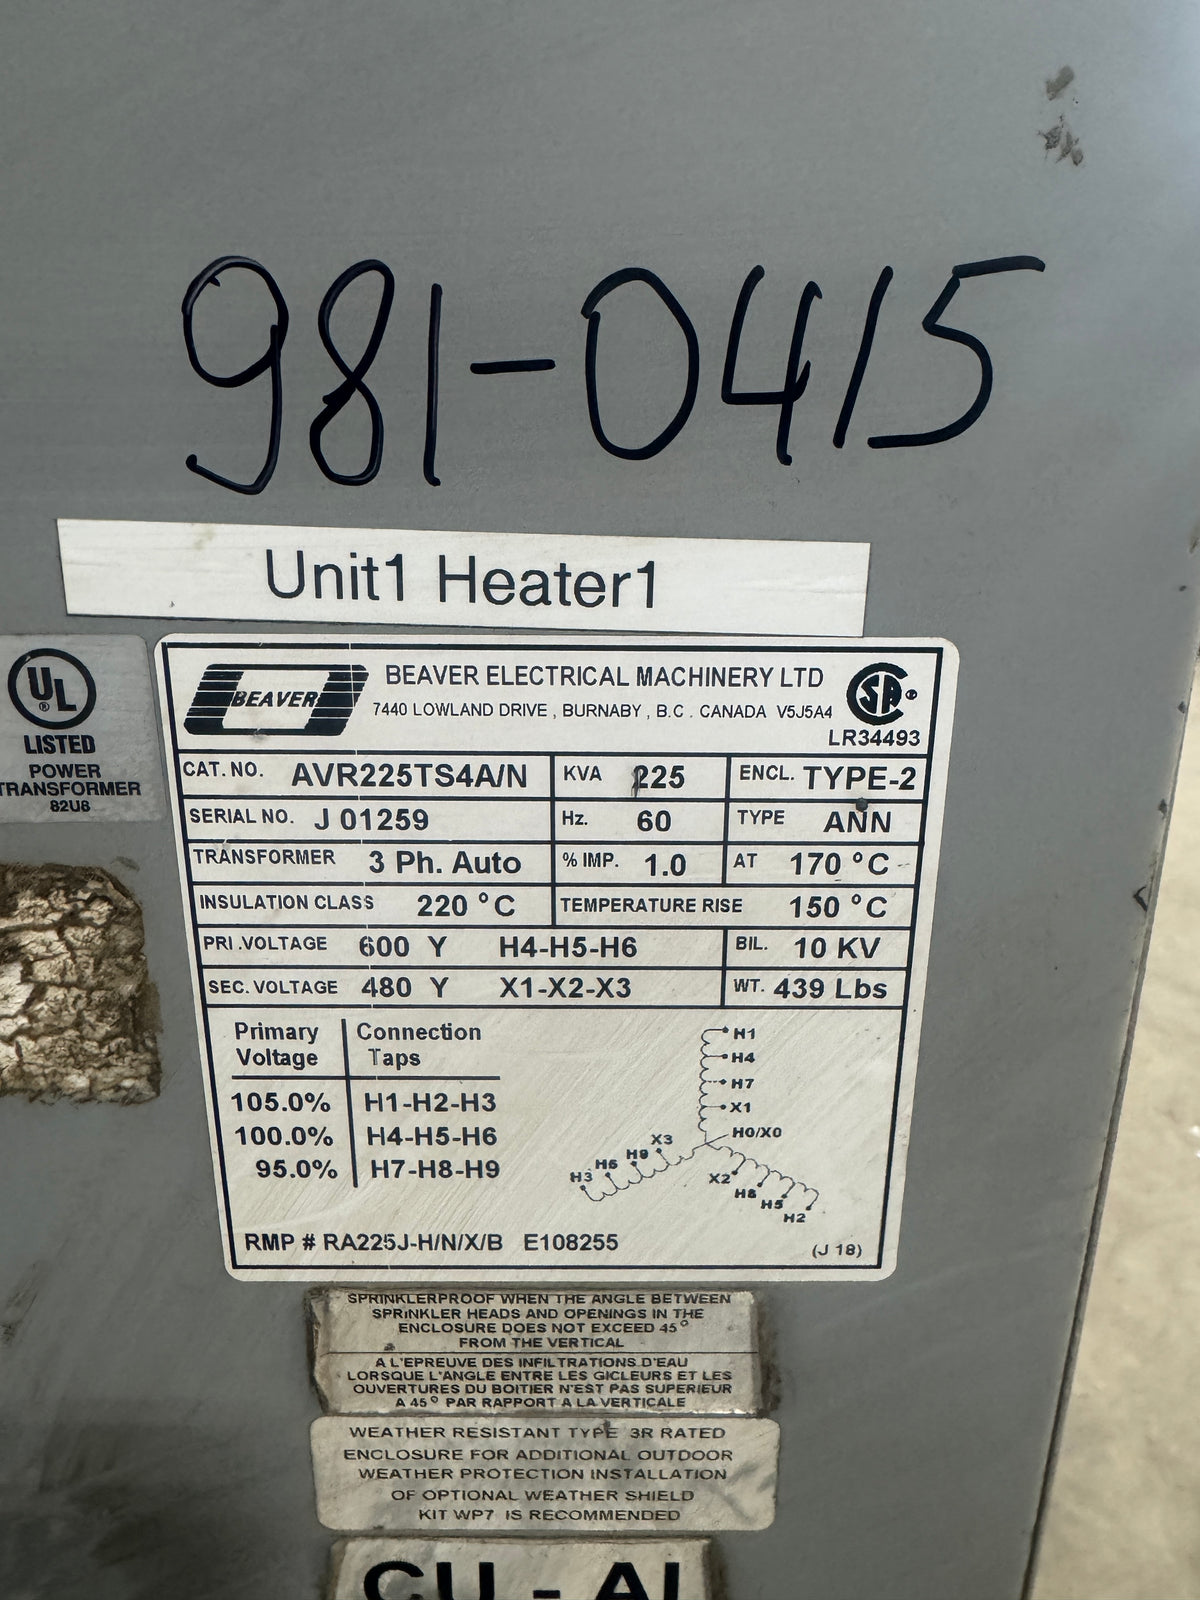 981-0415
Unit1 Heater1
UL
®
LISTED
POWER
TRANSFORMER
82U8
BEAVER
BEAVER ELECTRICAL MACHINERY LTD
7440 LOWLAND DRIVE , BURNABY , B.C . CANADA V5J5A4
LR34493
CAT. NO. AVR225TS4A/N KVA 225 ENCL. TYPE-2
SERIAL NO. J 01259 Hz. 60 TYPE ANN
TRANSFORMER 3 Ph. Auto % IMP. 1.0 AT 170 °C
INSULATION CLASS 220 °C TEMPERATURE RISE 150 °C
PRI .VOLTAGE 600 Y H4-H5-H6 BIL. 10 KV
SEC. VOLTAGE 480 Y X1-X2-X3 WT. 439 Lbs
Primary Connection
Voltage Taps
105.0% H1-H2-H3
100.0% H4-H5-H6
95.0% H7-H8-H9
H1
H4
H7
X1
H0/X0
X3
H9
H6
H3
X2
H8
H5
H2
RMP # RA225J-H/N/X/B E108255
(J 18)
SPRINKLERPROOF WHEN THE ANGLE BETWEEN
SPRINKLER HEADS AND OPENINGS IN THE
ENCLOSURE DOES NOT EXCEED 45°
FROM THE VERTICAL
A L'EPREUVE DES INFILTRATIONS D'EAU
LORSQUE L'ANGLE ENTRE LES GICLEURS ET LES
OUVERTURES DU BOITIER N'EST PAS SUPERIEUR
A 45° PAR RAPPORT A LA VERTICALE
WEATHER RESISTANT TYPE 3R RATED
ENCLOSURE FOR ADDITIONAL OUTDOOR
WEATHER PROTECTION INSTALLATION
OF OPTIONAL WEATHER SHIELD
KIT WP7 IS RECOMMENDED
CU - Al